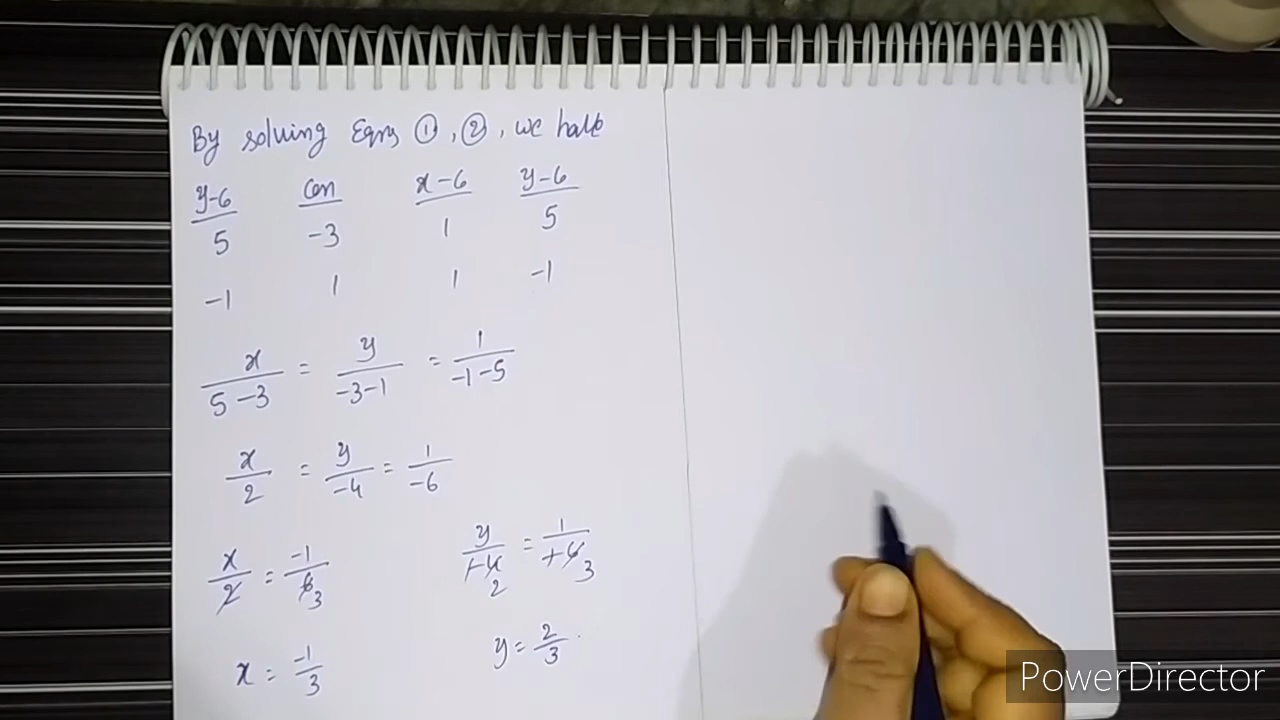 By solving Eqns ①, ②, we have
y-6/5 con/-3 x-6/1 y-6/5
-1 1 1 -1
x/5-3 = y/-3-1 = 1/-1-5
x/2 = y/-4 = 1/-6
x/2 = -1/6 3 y/+4 2 = 1/+6 3
x = -1/3 y = 2/3.
PowerDirector